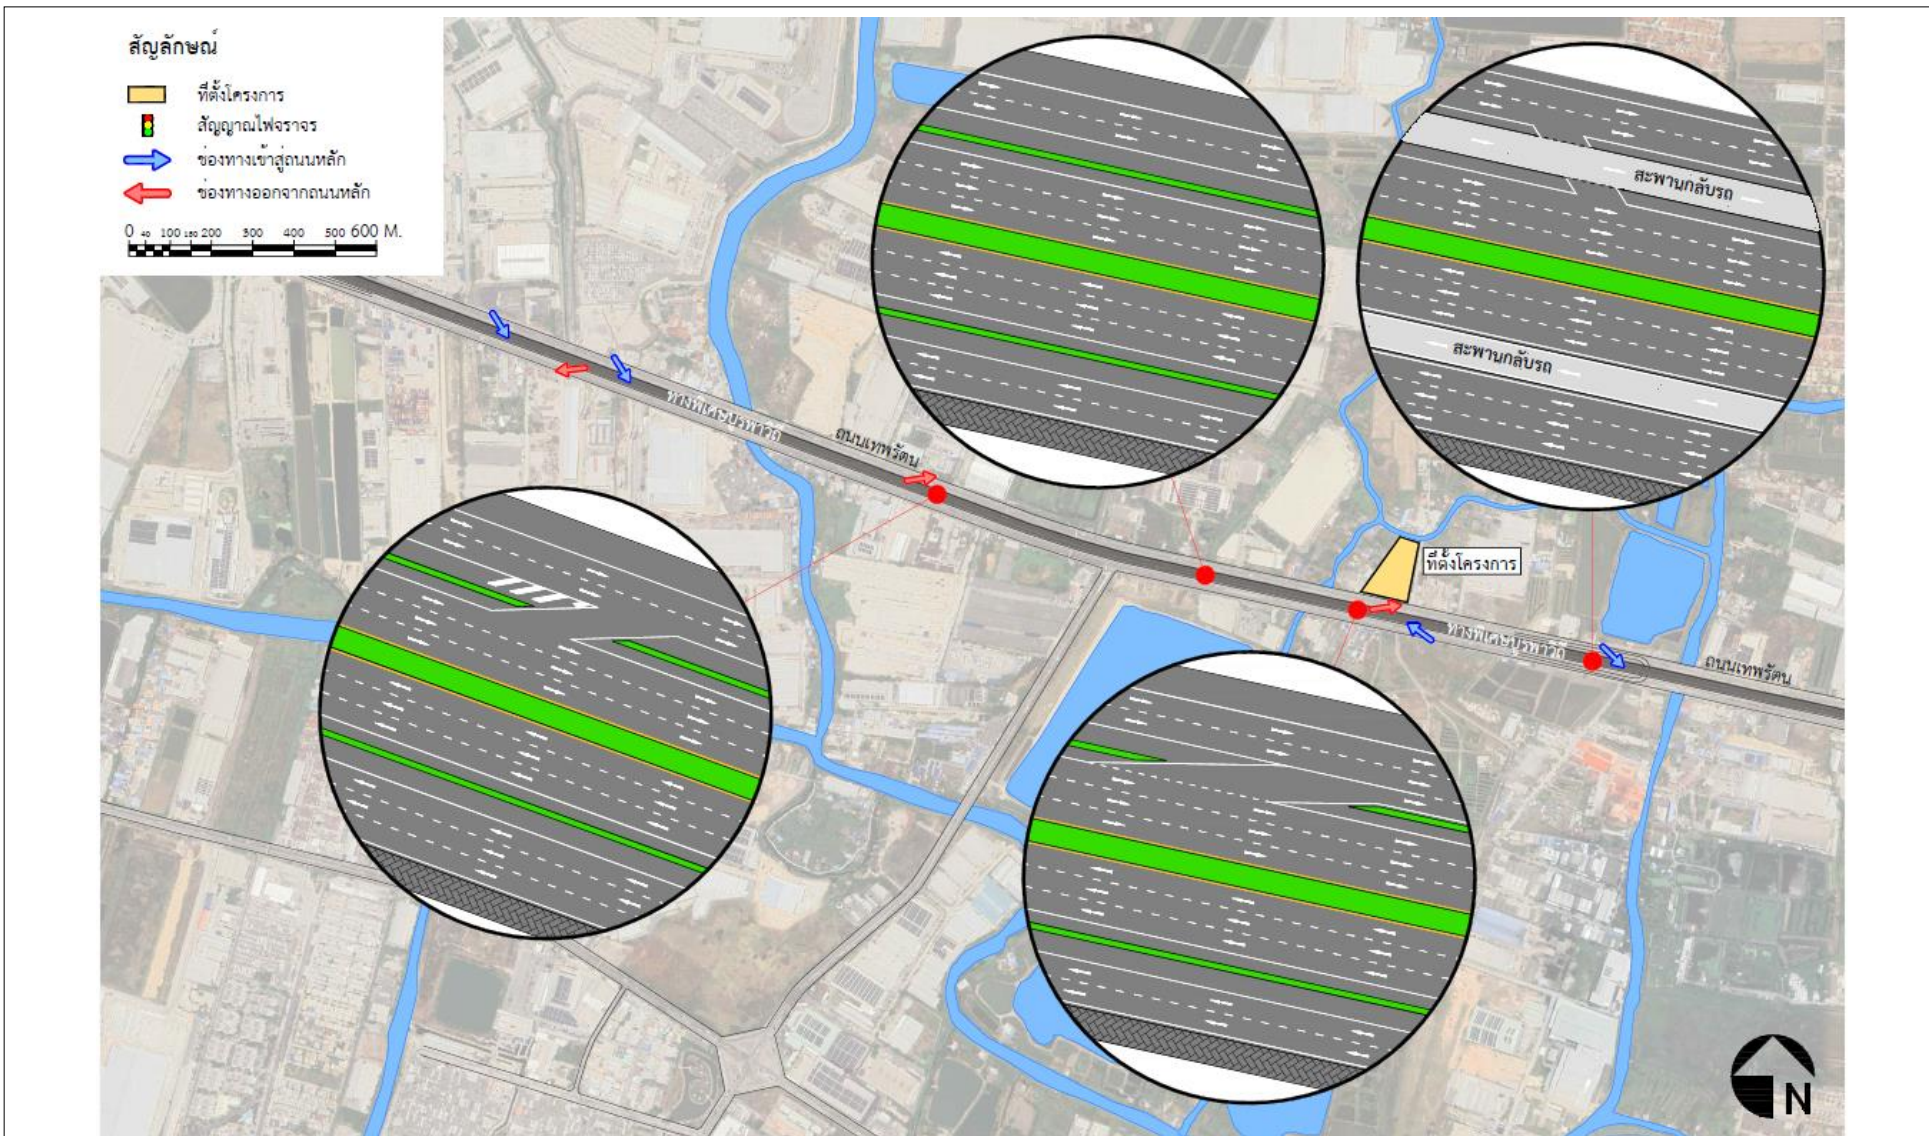 สัญลักษณ์
ที่ตั้งโครงการ
สัญญาณไฟจราจร
ช่องทางเข้าสู่ถนนหลัก
ช่องทางออกจากถนนหลัก
0 40 100 160 200 300 400 500 600 M.
สะพานกลับรถ
สะพานกลับรถ
ทางพิเศษบูรพาวิถี
ถนนเทพรัตน
ที่ตั้งโครงการ
ทางพิเศษบูรพาวิถี
ถนนเทพรัตน
N